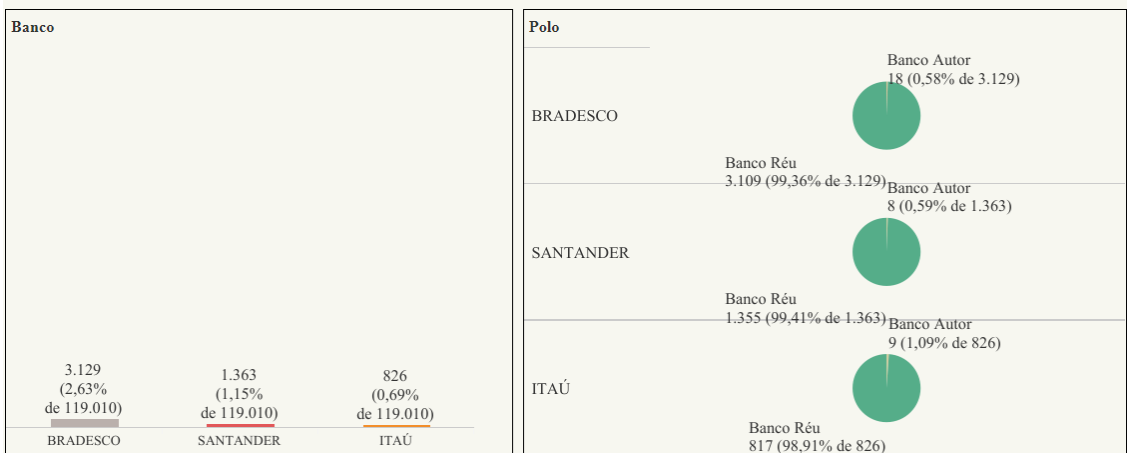 Banco
3.129
(2,63%
de 119.010)
1.363
(1,15%
de 119.010)
826
(0,69%
de 119.010)
BRADESCO
SANTANDER
ITAÚ
Polo
BRADESCO
Banco Autor
18 (0,58% de 3.129)
Banco Réu
3.109 (99,36% de 3.129)
SANTANDER
Banco Autor
8 (0,59% de 1.363)
Banco Réu
1.355 (99,41% de 1.363)
ITAÚ
Banco Autor
9 (1,09% de 826)
Banco Réu
817 (98,91% de 826)